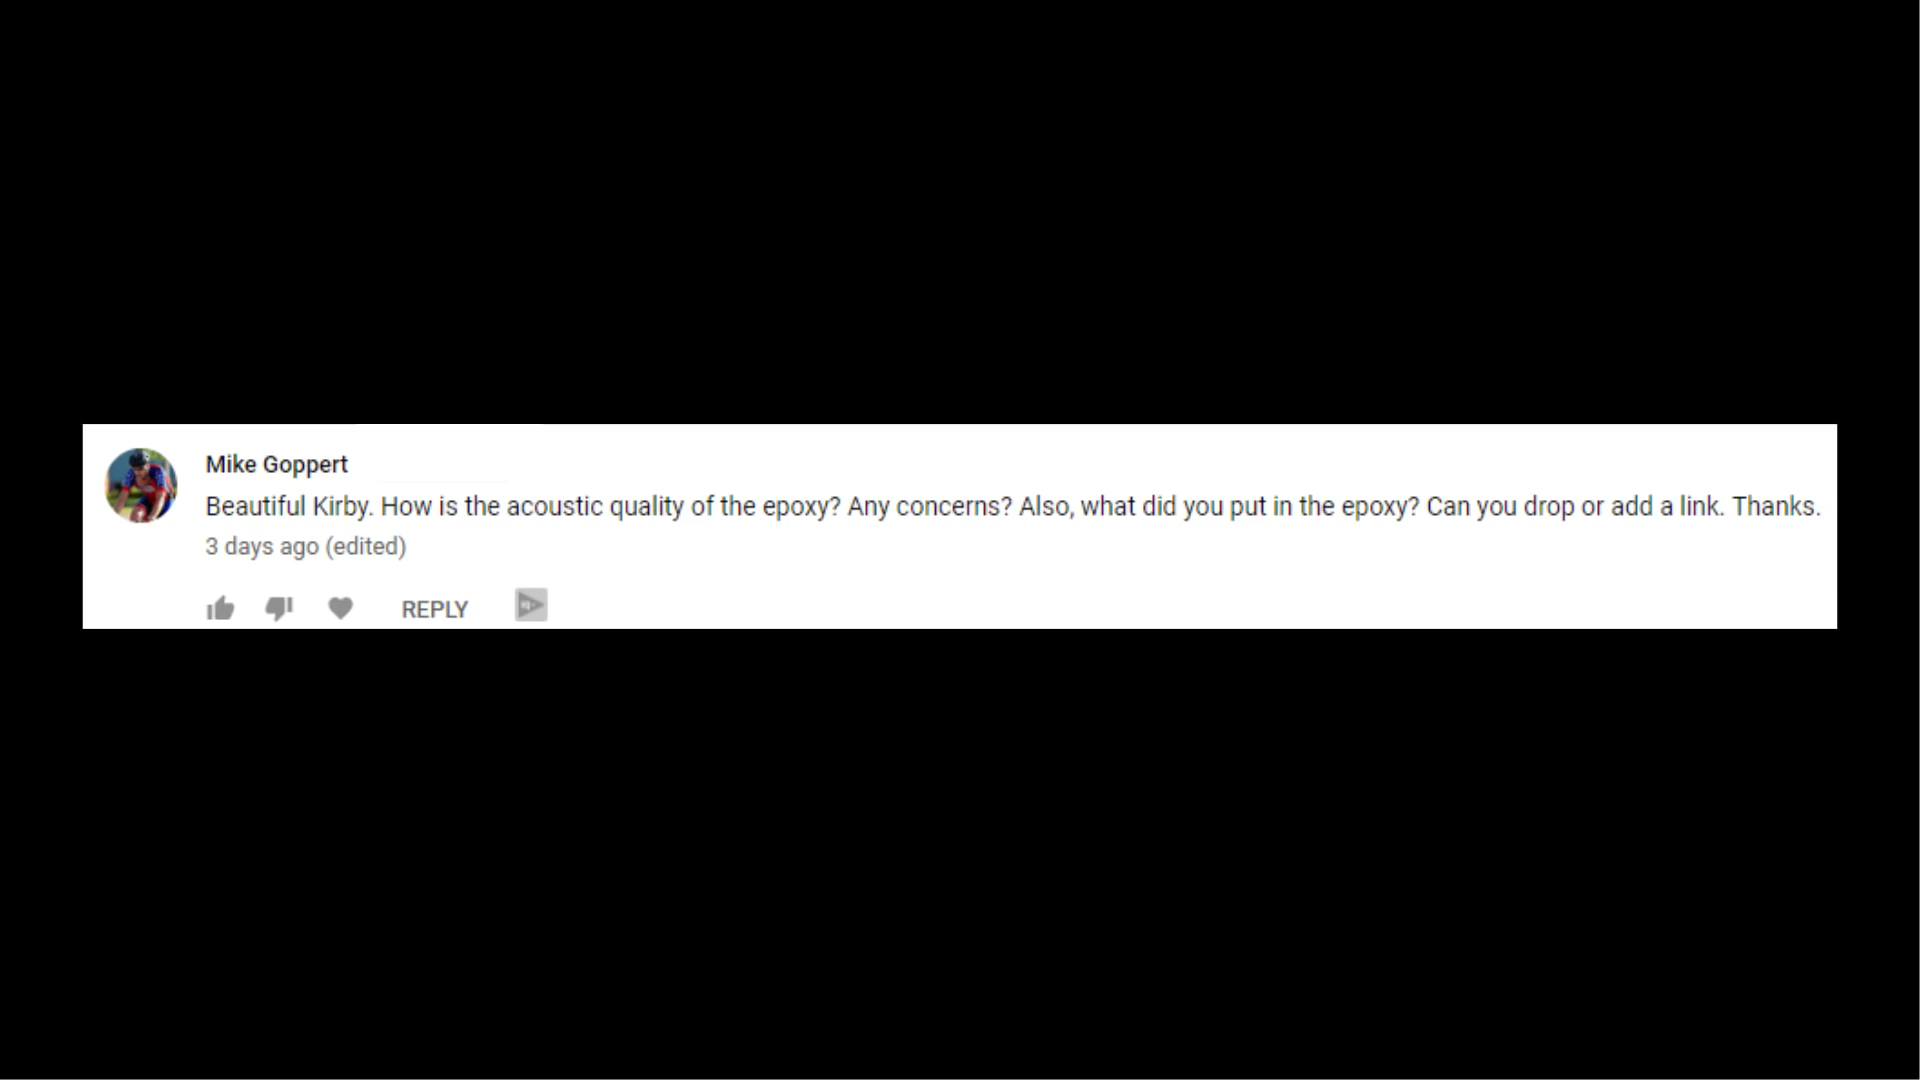 Mike Goppert
Beautiful Kirby. How is the acoustic quality of the epoxy? Any concerns? Also, what did you put in the epoxy? Can you drop or add a link. Thanks.
3 days ago (edited)
REPLY